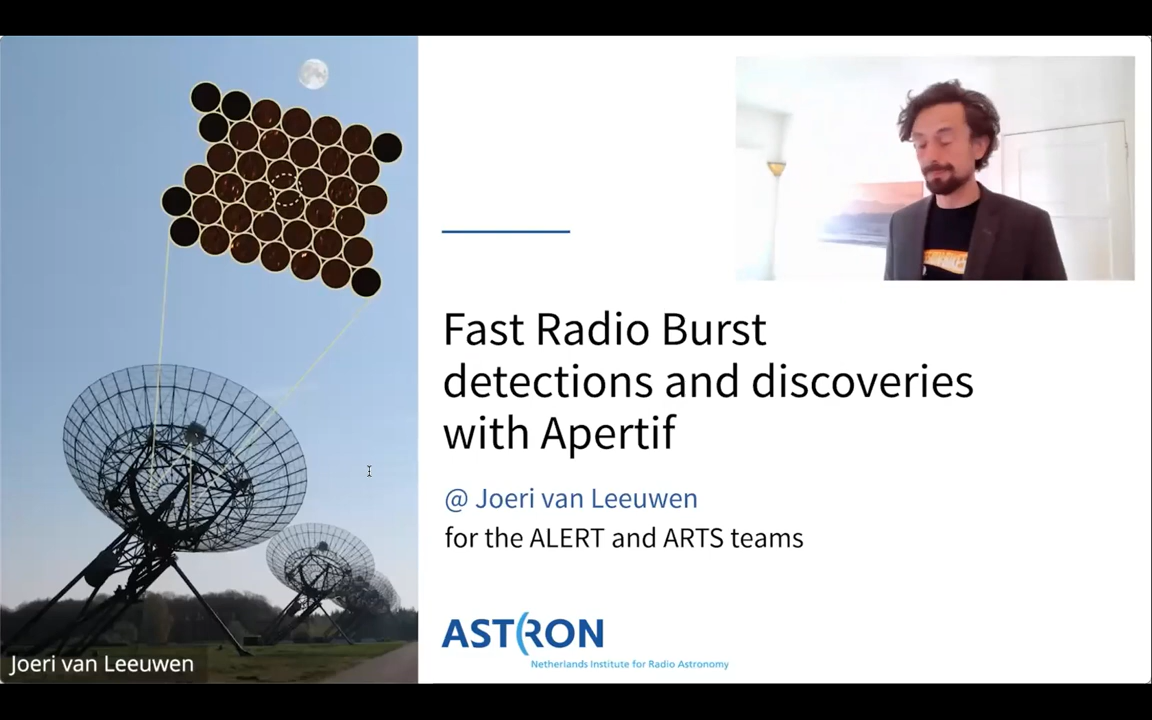 Fast Radio Burst
detections and discoveries
with Apertif
@ Joeri van Leeuwen
for the ALERT and ARTS teams
ASTRON
Netherlands Institute for Radio Astronomy
Joeri van Leeuwen